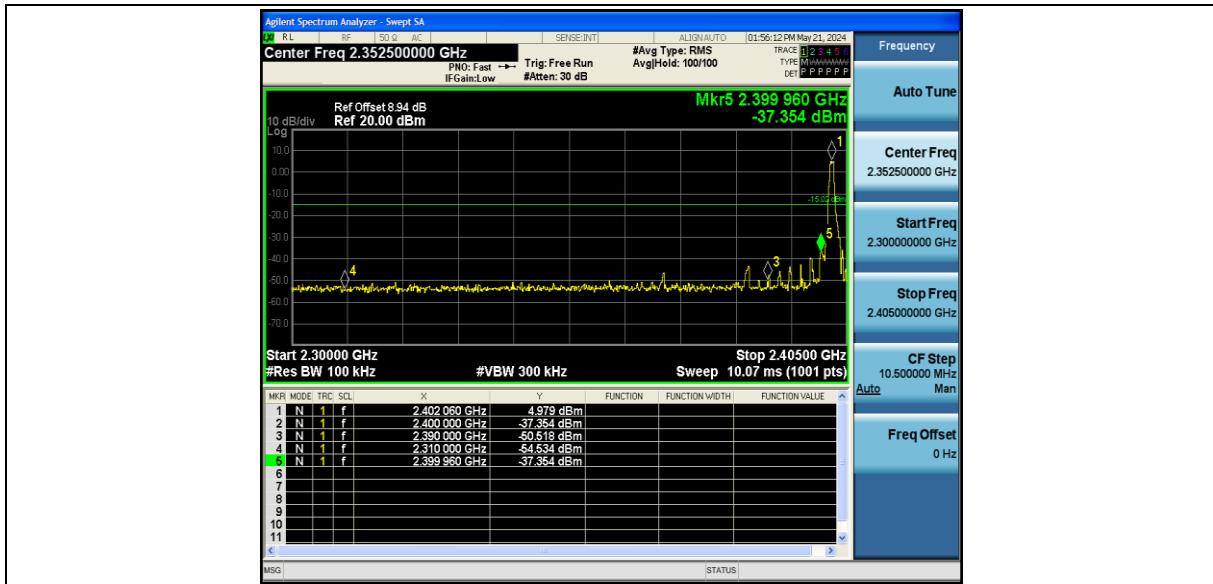 Agilent Spectrum Analyzer - Swept SA
RL RF 50 Ω AC SENSE:INT ALIGNAUTO 01:56:12 PM May 21, 2024
Center Freq 2.352500000 GHz
PNO: Fast
IFGain:Low
Trig: Free Run
#Atten: 30 dB
#Avg Type: RMS
Avg|Hold: 100/100
TRACE 1 2 3 4 5 6
TYPE M
DET P P P P P P
Ref Offset 8.94 dB
10 dB/div Ref 20.00 dBm
Log
Mkr5 2.399 960 GHz
-37.354 dBm
10.0
0.00
-10.0
-20.0
-30.0
-40.0
-50.0
-60.0
-70.0
1
-15.02 dBm
5
3
4
Start 2.30000 GHz Stop 2.40500 GHz
#Res BW 100 kHz #VBW 300 kHz Sweep 10.07 ms (1001 pts)
MKR MODE TRC SCL X Y FUNCTION FUNCTION WIDTH FUNCTION VALUE
1 N 1 f 2.402 060 GHz 4.979 dBm
2 N 1 f 2.400 000 GHz -37.354 dBm
3 N 1 f 2.390 000 GHz -50.518 dBm
4 N 1 f 2.310 000 GHz -54.534 dBm
5 N 1 f 2.399 960 GHz -37.354 dBm
6
7
8
9
10
11
MSG STATUS
Frequency
Auto Tune
Center Freq
2.352500000 GHz
Start Freq
2.300000000 GHz
Stop Freq
2.405000000 GHz
CF Step
10.500000 MHz
Auto Man
Freq Offset
0 Hz